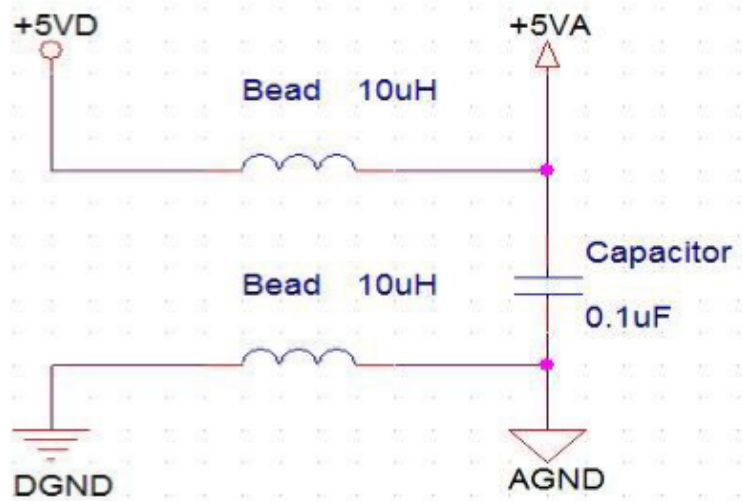 +5VD
+5VA
Bead 10uH
Capacitor
Bead 10uH
0.1uF
DGND
AGND